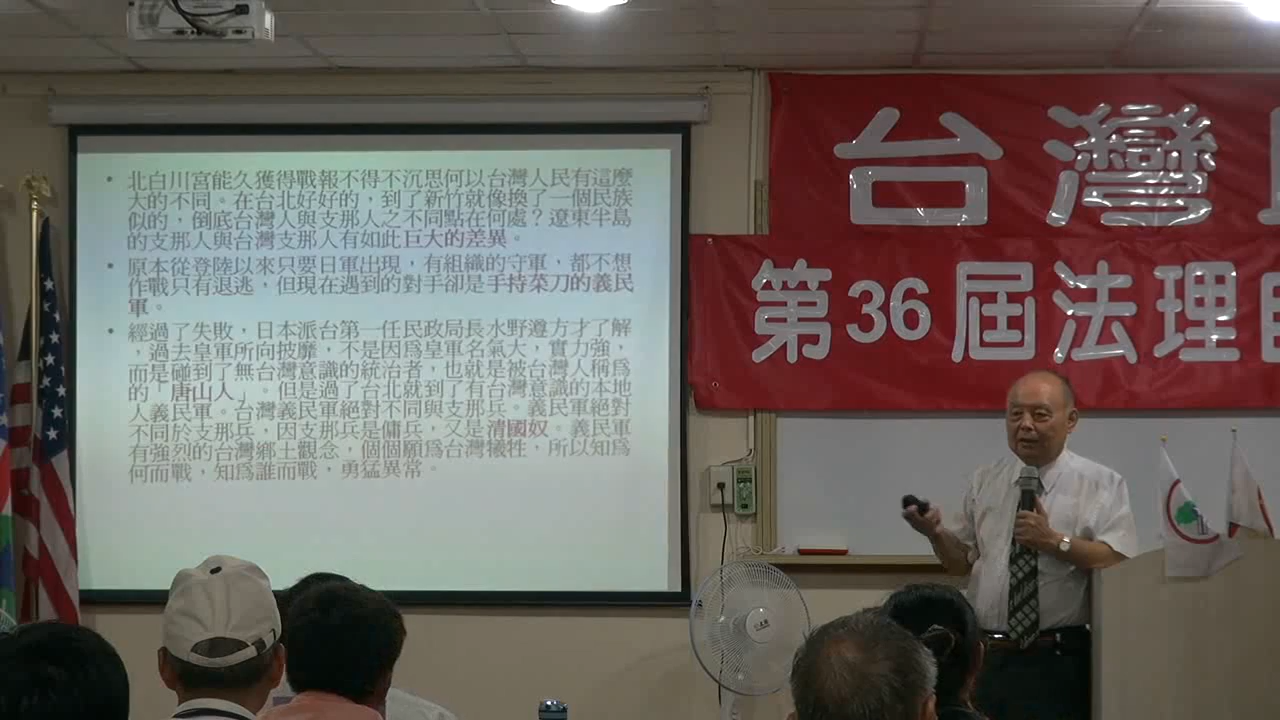 • 北白川宮能久獲得戰報不得不沉思何以台灣人民有這麼
大的不同。在台北好好的，到了新竹就像換了一個民族
似的，倒底台灣人與支那人之不同點在何處？遼東半島
的支那人與台灣支那人有如此巨大的差異。
• 原本從登陸以來只要日軍出現，有組織的守軍，都不想
作戰只有退逃，但現在遇到的對手卻是手持菜刀的義民
軍。
• 經過了失敗，日本派台第一任民政局長水野遵方才了解
，過去皇軍所向披靡，不是因為皇軍名氣大，實力強，
而是碰到了無台灣意識的統治者，也就是被台灣人稱為
的「唐山人」。但是過了台北就到了有台灣意識的本地
人義民軍。台灣義民軍絕對不同與支那兵。義民軍絕對
不同於支那兵，因支那兵是傭兵，又是清國奴。義民軍
有強烈的台灣鄉土觀念，個個願為台灣犧牲，所以知為
何而戰，知為誰而戰，勇猛異常。
台灣
第36屆法理